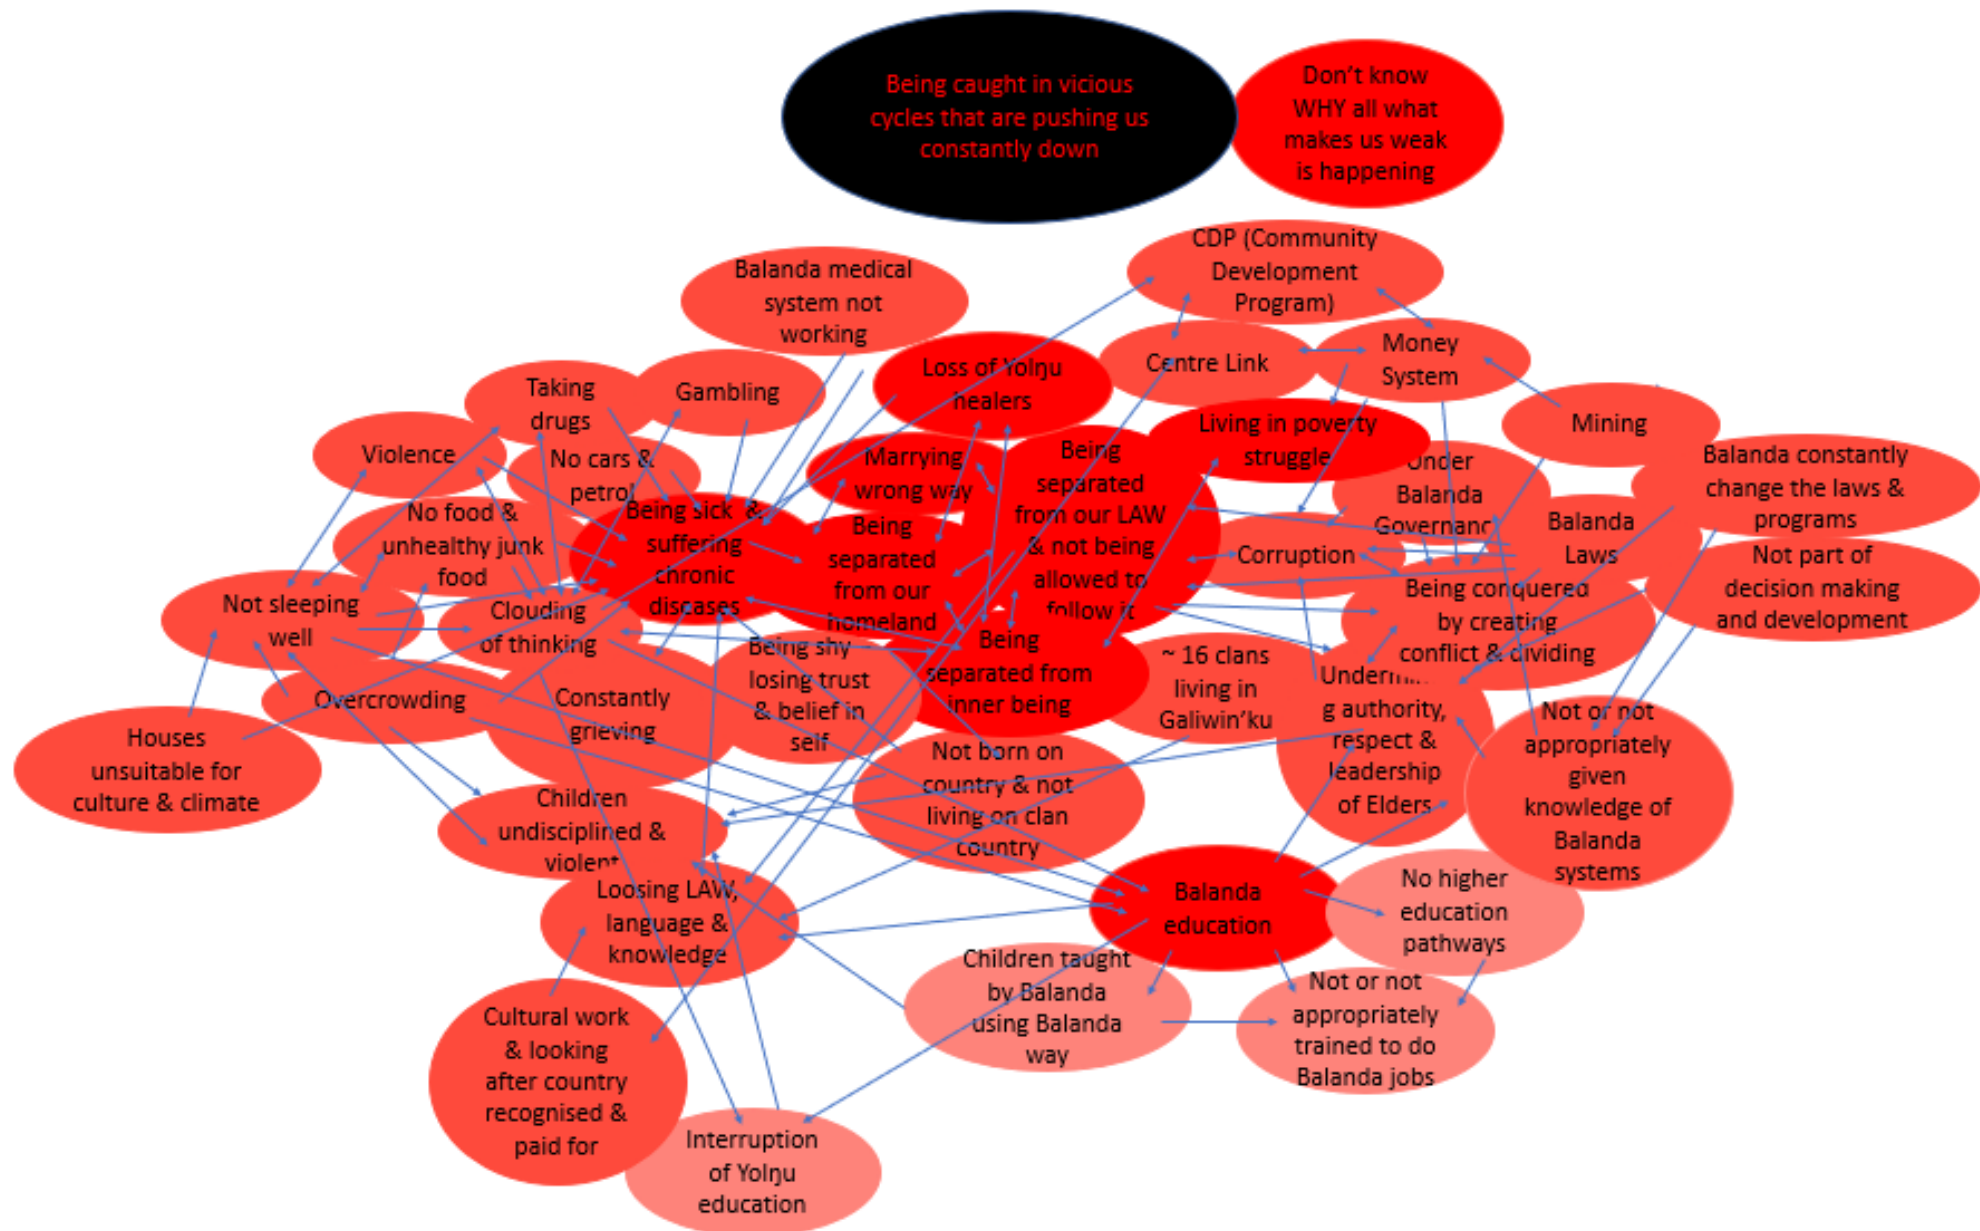 Being caught in vicious
cycles that are pushing us
constantly down
Don't know
WHY all what
makes us weak
is happening
CDP (Community
Development
Program)
Balanda medical
system not
working
Loss of Yolŋu
healers
Centre Link
Money
System
Taking
drugs
Gambling
Mining
Violence
No cars &
petrol
Marrying
wrong way
Being
separated
from our LAW
& not being
allowed to
follow it
Living in poverty
struggle
Under
Balanda
Governanc
Balanda constantly
change the laws &
programs
No food &
unhealthy junk
food
Being sick &
suffering
chronic
diseases
Being
separated
from our
homeland
Corruption
Balanda
Laws
Not part of
decision making
and development
Not sleeping
well
Clouding
of thinking
Being shy
losing trust
& belief in
self
Being
separated from
inner being
~ 16 clans
living in
Galiwin'ku
Being conquered
by creating
conflict & dividing
Overcrowding
Constantly
grieving
Undermin
g authority,
respect &
leadership
of Elders
Not or not
appropriately
given
knowledge of
Balanda
systems
Houses
unsuitable for
culture & climate
Not born on
country & not
living on clan
country
Children
undisciplined &
violent
Loosing LAW,
language &
knowledge
Balanda
education
No higher
education
pathways
Children taught
by Balanda
using Balanda
way
Not or not
appropriately
trained to do
Balanda jobs
Cultural work
& looking
after country
recognised &
paid for
Interruption
of Yolŋu
education